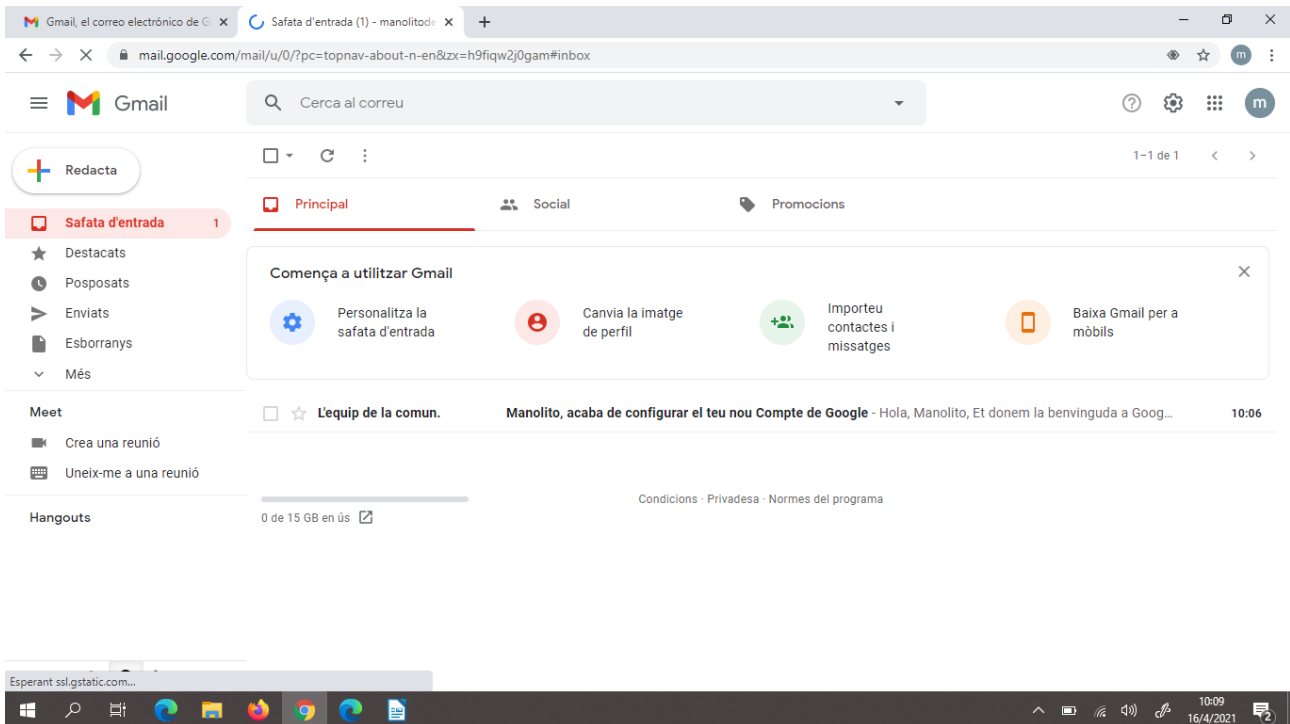 Gmail, el correo electrónico de G
Safata d'entrada (1) - manolitode
mail.google.com/mail/u/0/?pc=topnav-about-n-en&zx=h9fiqw2j0gam#inbox
m
Gmail
Cerca al correu
m
Redacta
1–1 de 1
Safata d'entrada 1
Destacats
Posposats
Enviats
Esborranys
Més
Meet
Crea una reunió
Uneix-me a una reunió
Hangouts
Principal
Social
Promocions
Comença a utilitzar Gmail
Personalitza la
safata d'entrada
Canvia la imatge
de perfil
Importeu
contactes i
missatges
Baixa Gmail per a
mòbils
L'equip de la comun. Manolito, acaba de configurar el teu nou Compte de Google - Hola, Manolito, Et donem la benvinguda a Goog... 10:06
Condicions · Privadesa · Normes del programa
0 de 15 GB en ús
Esperant ssl.gstatic.com...
10:09
16/4/2021
2